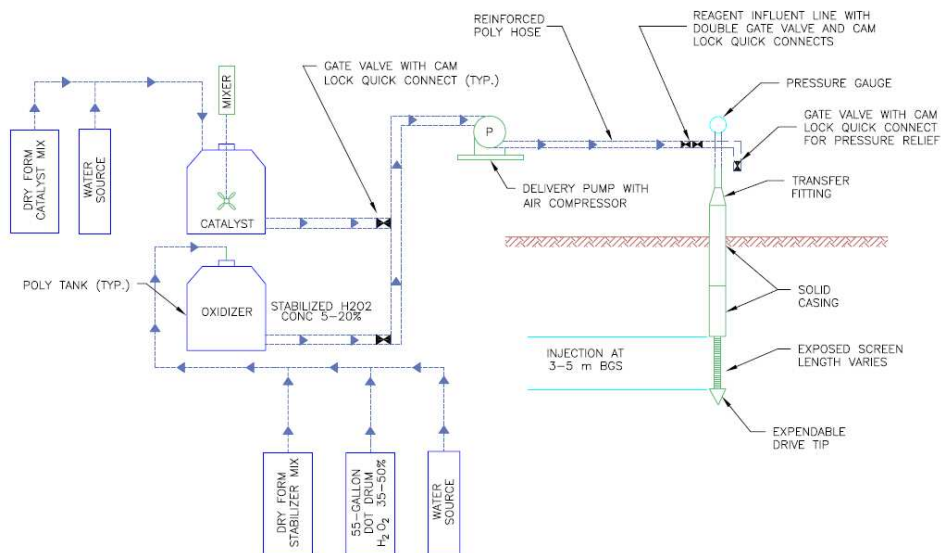 REINFORCED
POLY HOSE
REAGENT INFLUENT LINE WITH
DOUBLE GATE VALVE AND CAM
LOCK QUICK CONNECTS
GATE VALVE WITH CAM
LOCK QUICK CONNECT (TYP.)
PRESSURE GAUGE
MIXER
GATE VALVE WITH CAM
LOCK QUICK CONNECT
FOR PRESSURE RELIEF
P
DRY FORM
CATALYST MIX
WATER
SOURCE
DELIVERY PUMP WITH
AIR COMPRESSOR
TRANSFER
FITTING
CATALYST
POLY TANK (TYP.)
OXIDIZER
STABILIZED H2O2
CONC 5-20%
SOLID
CASING
INJECTION AT
3-5 m BGS
EXPOSED SCREEN
LENGTH VARIES
EXPENDABLE
DRIVE TIP
DRY FORM
STABILIZER MIX
55-GALLON
DOT DRUM
H2O2 35-50%
WATER
SOURCE